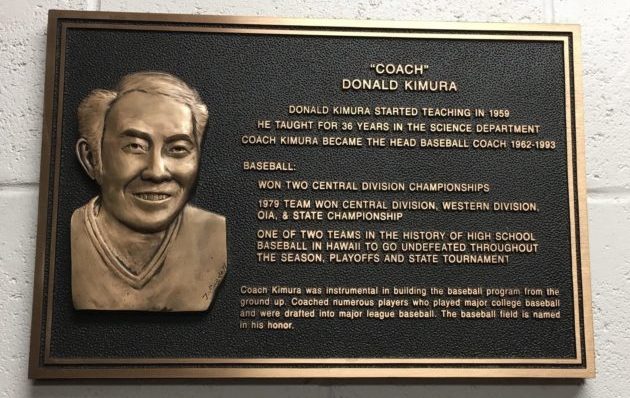 "COACH"
DONALD KIMURA
DONALD KIMURA STARTED TEACHING IN 1959
HE TAUGHT FOR 36 YEARS IN THE SCIENCE DEPARTMENT
COACH KIMURA BECAME THE HEAD BASEBALL COACH 1962-1993
BASEBALL:
WON TWO CENTRAL DIVISION CHAMPIONSHIPS
1979 TEAM WON CENTRAL DIVISION, WESTERN DIVISION,
OIA, & STATE CHAMPIONSHIP
ONE OF TWO TEAMS IN THE HISTORY OF HIGH SCHOOL
BASEBALL IN HAWAII TO GO UNDEFEATED THROUGHOUT
THE SEASON, PLAYOFFS AND STATE TOURNAMENT
Coach Kimura was instrumental in building the baseball program from the
ground up. Coached numerous players who played major college baseball
and were drafted into major league baseball. The baseball field is named
in his honor.